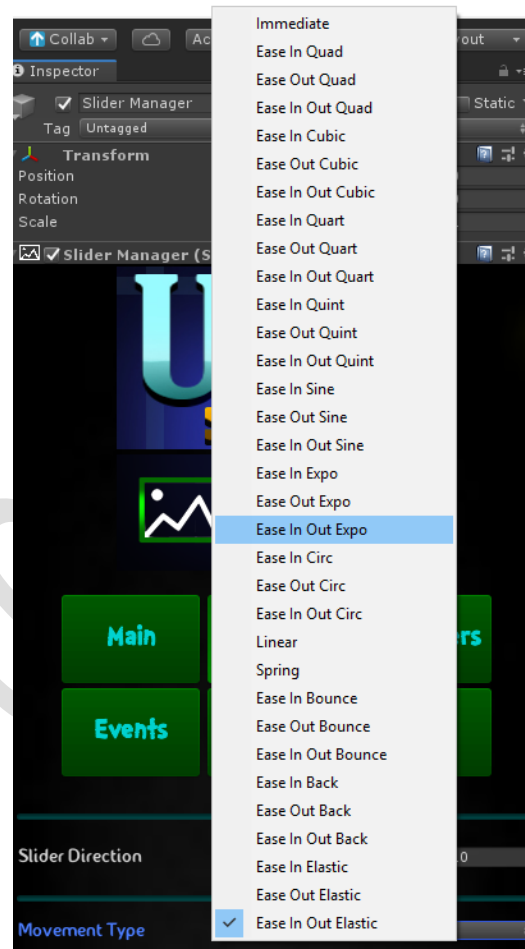 Immediate
Collab
Ac
yout
Ease In Quad
Inspector
Ease Out Quad
Slider Manager
Static
Ease In Out Quad
Tag Untagged
Ease In Cubic
Transform
Ease Out Cubic
Position
Rotation
Ease In Out Cubic
Scale
Ease In Quart
Slider Manager (S
Ease Out Quart
Ease In Out Quart
Ease In Quint
Ease Out Quint
Ease In Out Quint
Ease In Sine
Ease Out Sine
Ease In Out Sine
Ease In Expo
Ease Out Expo
Ease In Out Expo
Ease In Circ
Ease Out Circ
Ease In Out Circ
Main
rs
Linear
Spring
Ease In Bounce
Events
Ease Out Bounce
Ease In Out Bounce
Ease In Back
Ease Out Back
Ease In Out Back
Slider Direction
0
Ease In Elastic
Ease Out Elastic
Movement Type
Ease In Out Elastic